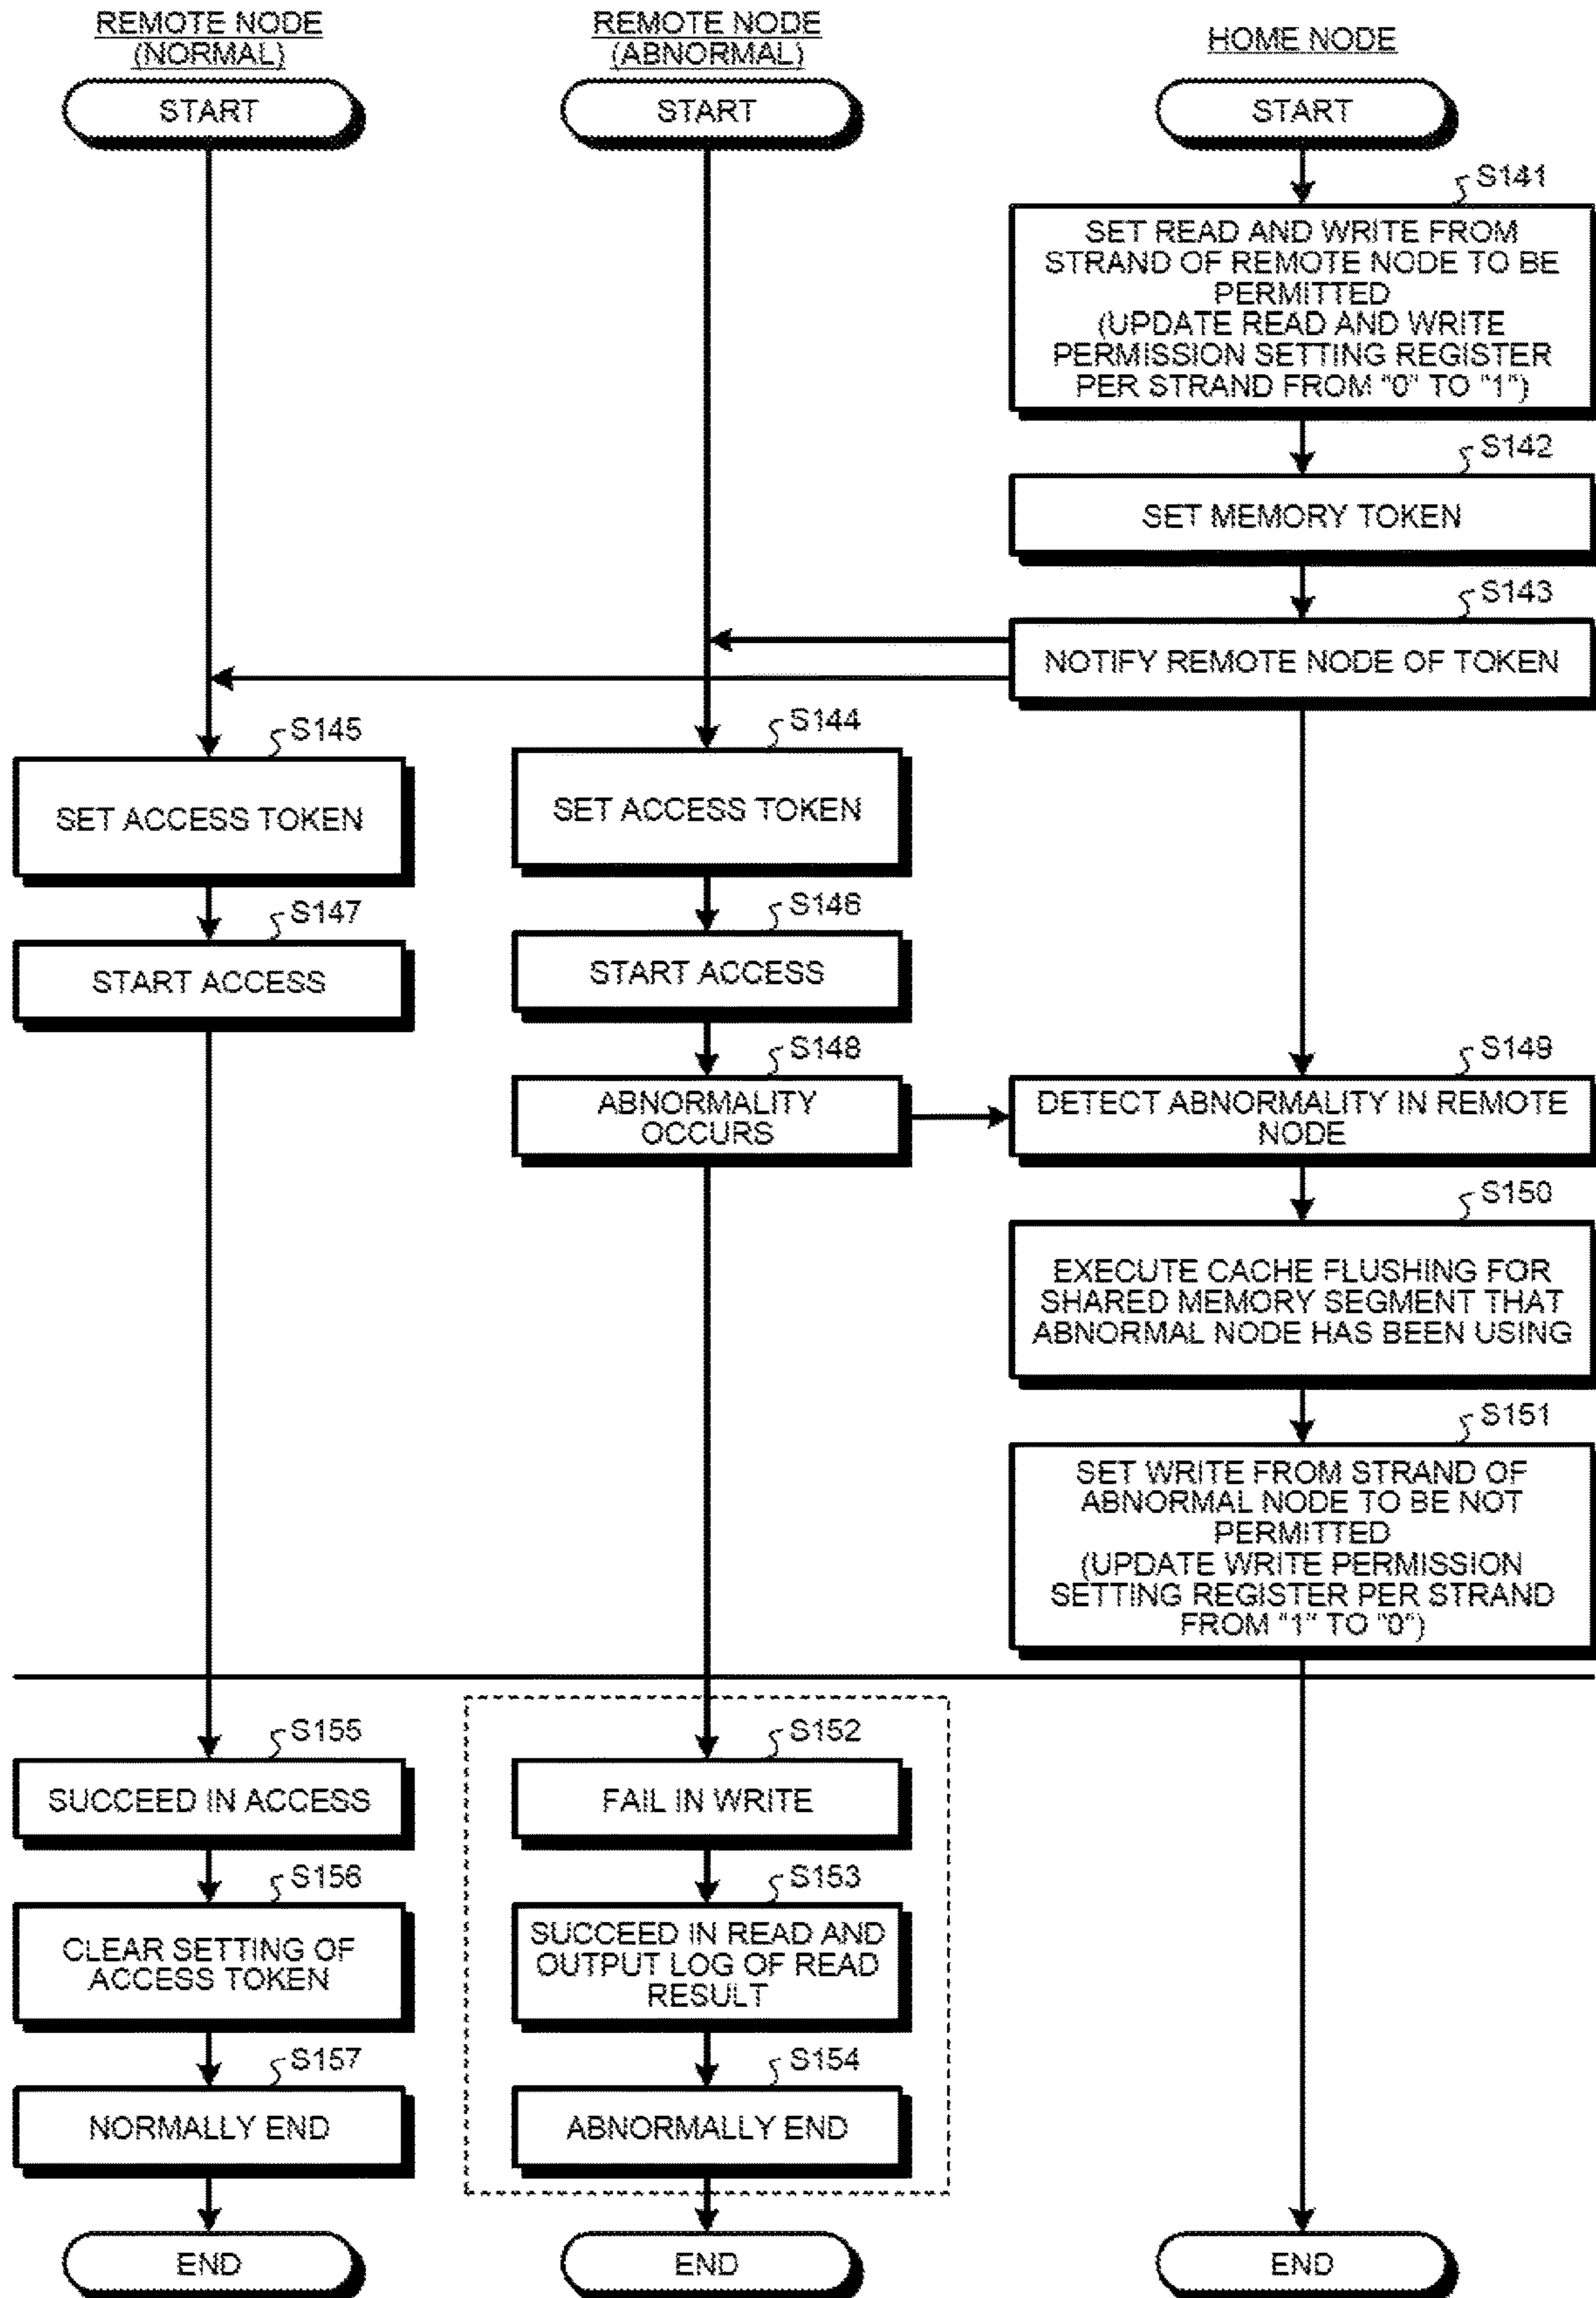 REMOTE NODE
(NORMAL)
REMOTE NODE
(ABNORMAL)
HOME NODE
START
START
START
S141
SET READ AND WRITE FROM
STRAND OF REMOTE NODE TO BE
PERMITTED
(UPDATE READ AND WRITE
PERMISSION SETTING REGISTER
PER STRAND FROM "0" TO "1")
S142
SET MEMORY TOKEN
S143
NOTIFY REMOTE NODE OF TOKEN
S145
SET ACCESS TOKEN
S144
SET ACCESS TOKEN
S147
START ACCESS
S146
START ACCESS
S148
ABNORMALITY
OCCURS
S149
DETECT ABNORMALITY IN REMOTE
NODE
S150
EXECUTE CACHE FLUSHING FOR
SHARED MEMORY SEGMENT THAT
ABNORMAL NODE HAS BEEN USING
S151
SET WRITE FROM STRAND OF
ABNORMAL NODE TO BE NOT
PERMITTED
(UPDATE WRITE PERMISSION
SETTING REGISTER PER STRAND
FROM "1" TO "0")
S155
SUCCEED IN ACCESS
S152
FAIL IN WRITE
S156
CLEAR SETTING OF
ACCESS TOKEN
S153
SUCCEED IN READ AND
OUTPUT LOG OF READ
RESULT
S157
NORMALLY END
S154
ABNORMALLY END
END
END
END